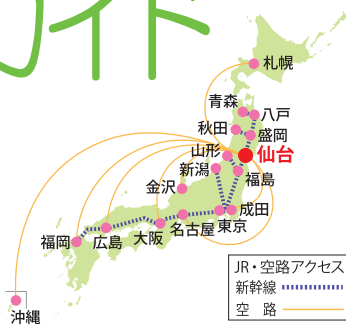 ガイド
札幌
青森
八戸
秋田
盛岡
山形
仙台
新潟
福島
金沢
成田
東京
名古屋
大阪
広島
福岡
沖縄
JR・空路アクセス
新幹線
空 路